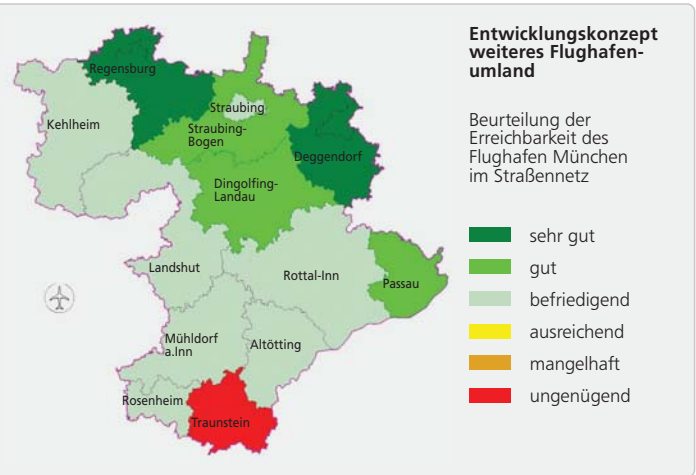 Entwicklungskonzept
weiteres Flughafen-
umland
Beurteilung der
Erreichbarkeit des
Flughafen München
im Straßennetz
sehr gut
gut
befriedigend
ausreichend
mangelhaft
ungenügend
Regensburg
Kehlheim
Straubing
Straubing-
Bogen
Deggendorf
Dingolfing-
Landau
Landshut
Rottal-Inn
Passau
Mühldorf
a.Inn
Altötting
Rosenheim
Traunstein